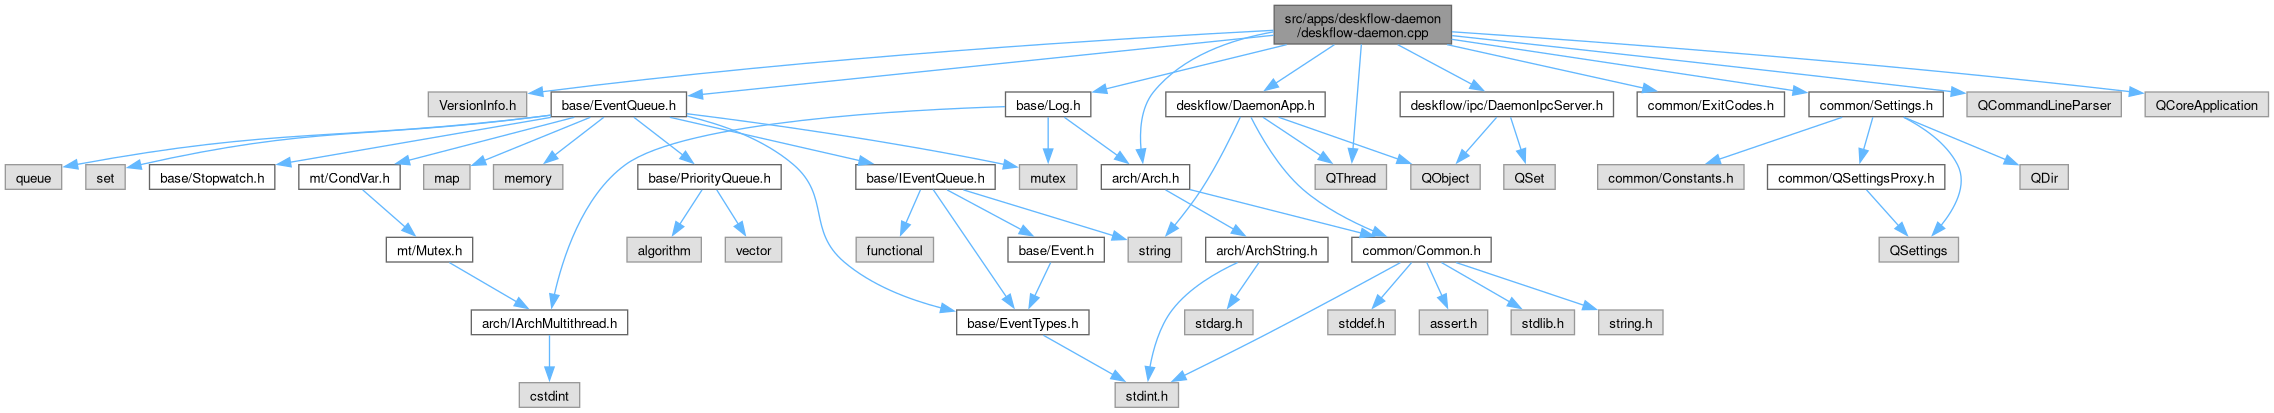 src/apps/deskflow-daemon
/deskflow-daemon.cpp
VersionInfo.h
base/EventQueue.h
base/Log.h
deskflow/DaemonApp.h
deskflow/ipc/DaemonIpcServer.h
common/ExitCodes.h
common/Settings.h
QCommandLineParser
QCoreApplication
queue
set
base/Stopwatch.h
mt/CondVar.h
map
memory
base/PriorityQueue.h
base/IEventQueue.h
mutex
arch/Arch.h
QThread
QObject
QSet
common/Constants.h
common/QSettingsProxy.h
QDir
mt/Mutex.h
algorithm
vector
functional
base/Event.h
string
arch/ArchString.h
common/Common.h
QSettings
arch/IArchMultithread.h
base/EventTypes.h
stdarg.h
stddef.h
assert.h
stdlib.h
string.h
cstdint
stdint.h